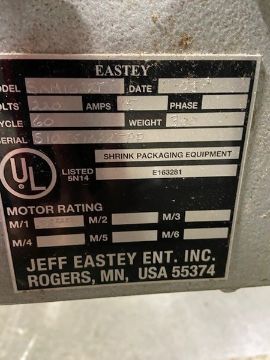 EASTEY
MODEL DATE
VOLTS 220 AMPS PHASE
CYCLE 60 WEIGHT
SERIAL
SHRINK PACKAGING EQUIPMENT
UL LISTED E163281
5N14
MOTOR RATING
M/1 M/2 M/3
M/4 M/5 M/6
JEFF EASTEY ENT. INC.
ROGERS, MN, USA 55374